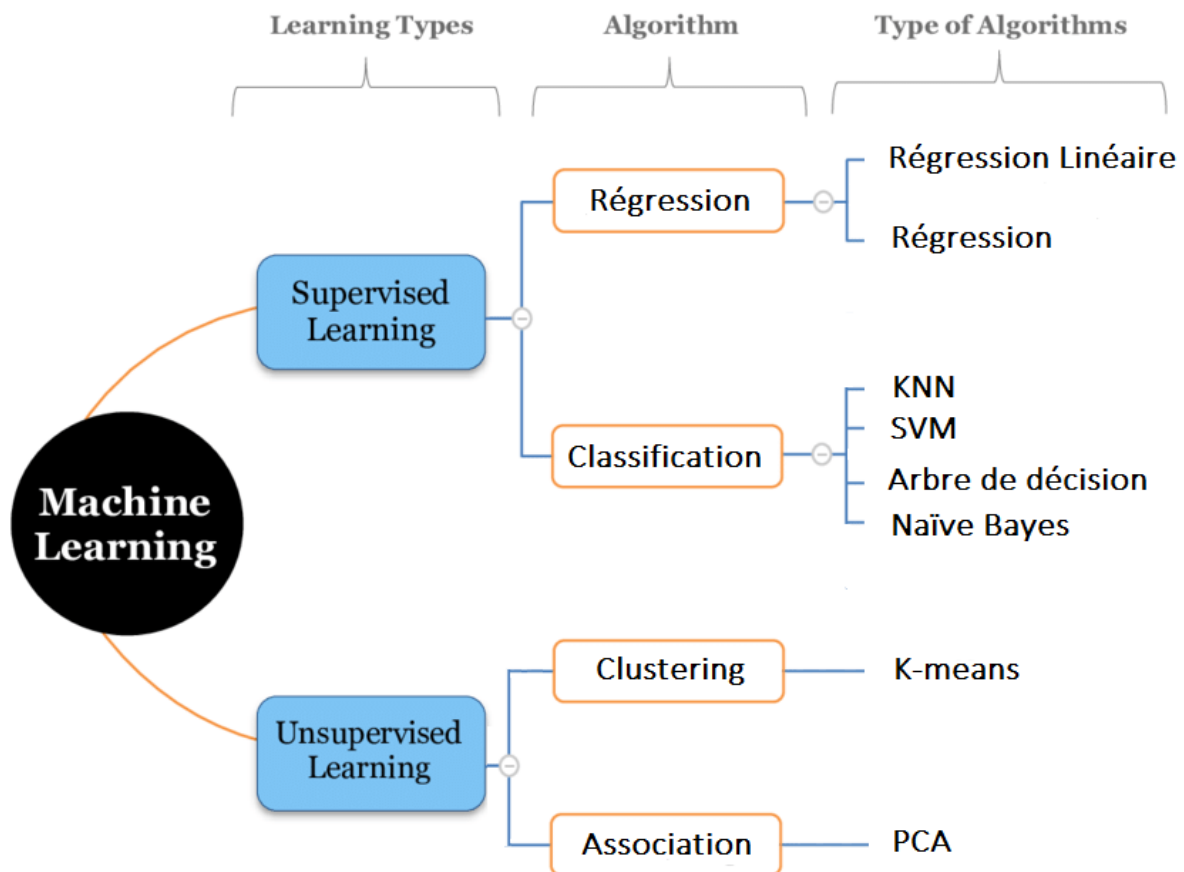 Learning Types
Algorithm
Type of Algorithms
Régression Linéaire
Régression
Régression
Supervised
Learning
KNN
SVM
Classification
Arbre de décision
Naïve Bayes
Machine
Learning
Clustering
K-means
Unsupervised
Learning
Association
PCA